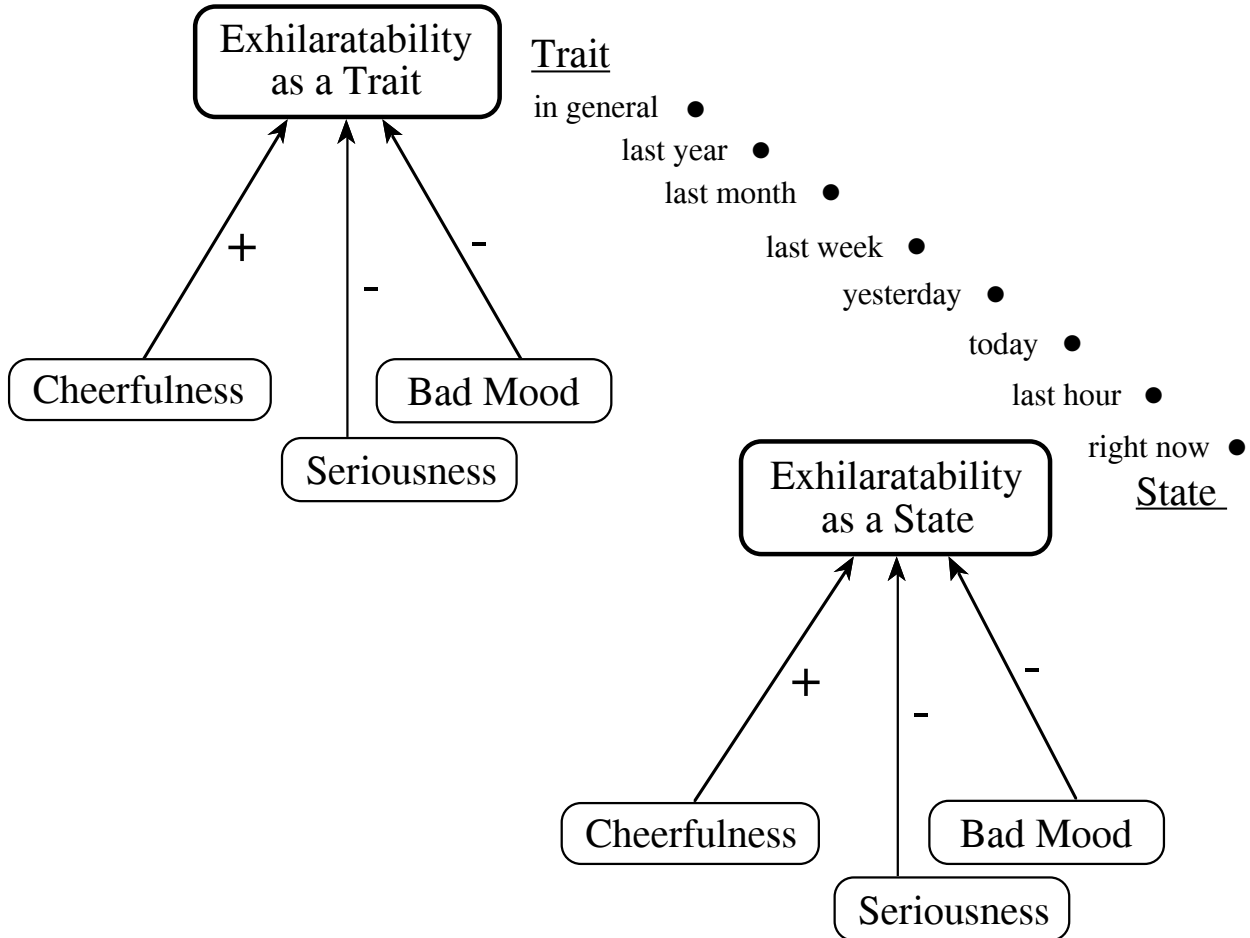 Exhilaratability
as a Trait
Trait
in general
last year
last month
last week
yesterday
today
last hour
right now
State
+
-
-
Cheerfulness
Bad Mood
Seriousness
Exhilaratability
as a State
+
-
-
Cheerfulness
Bad Mood
Seriousness